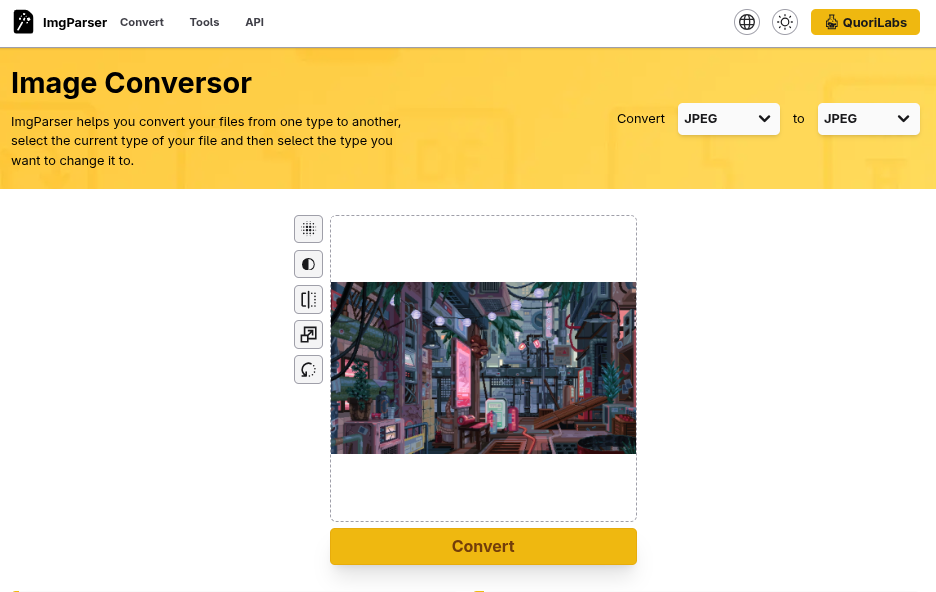 ImgParser
Convert
Tools
API
QuoriLabs
Image Conversor
ImgParser helps you convert your files from one type to another,
select the current type of your file and then select the type you
want to change it to.
Convert
JPEG
to
JPEG
Convert